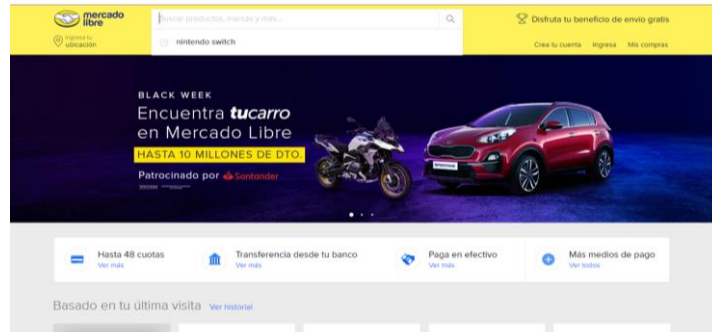 mercado
libre
Buscar productos, marcas y más...
Disfruta tu beneficio de envío gratis
Ingresa tu
ubicación
nintendo switch
Crea tu cuenta Ingresa Mis compras
BLACK WEEK
Encuentra tucarro
en Mercado Libre
HASTA 10 MILLONES DE DTO.
Patrocinado por Santander
Hasta 48 cuotas
Ver más
Transferencia desde tu banco
Ver más
Paga en efectivo
Ver más
Más medios de pago
Ver todos
Basado en tu última visita Ver historial